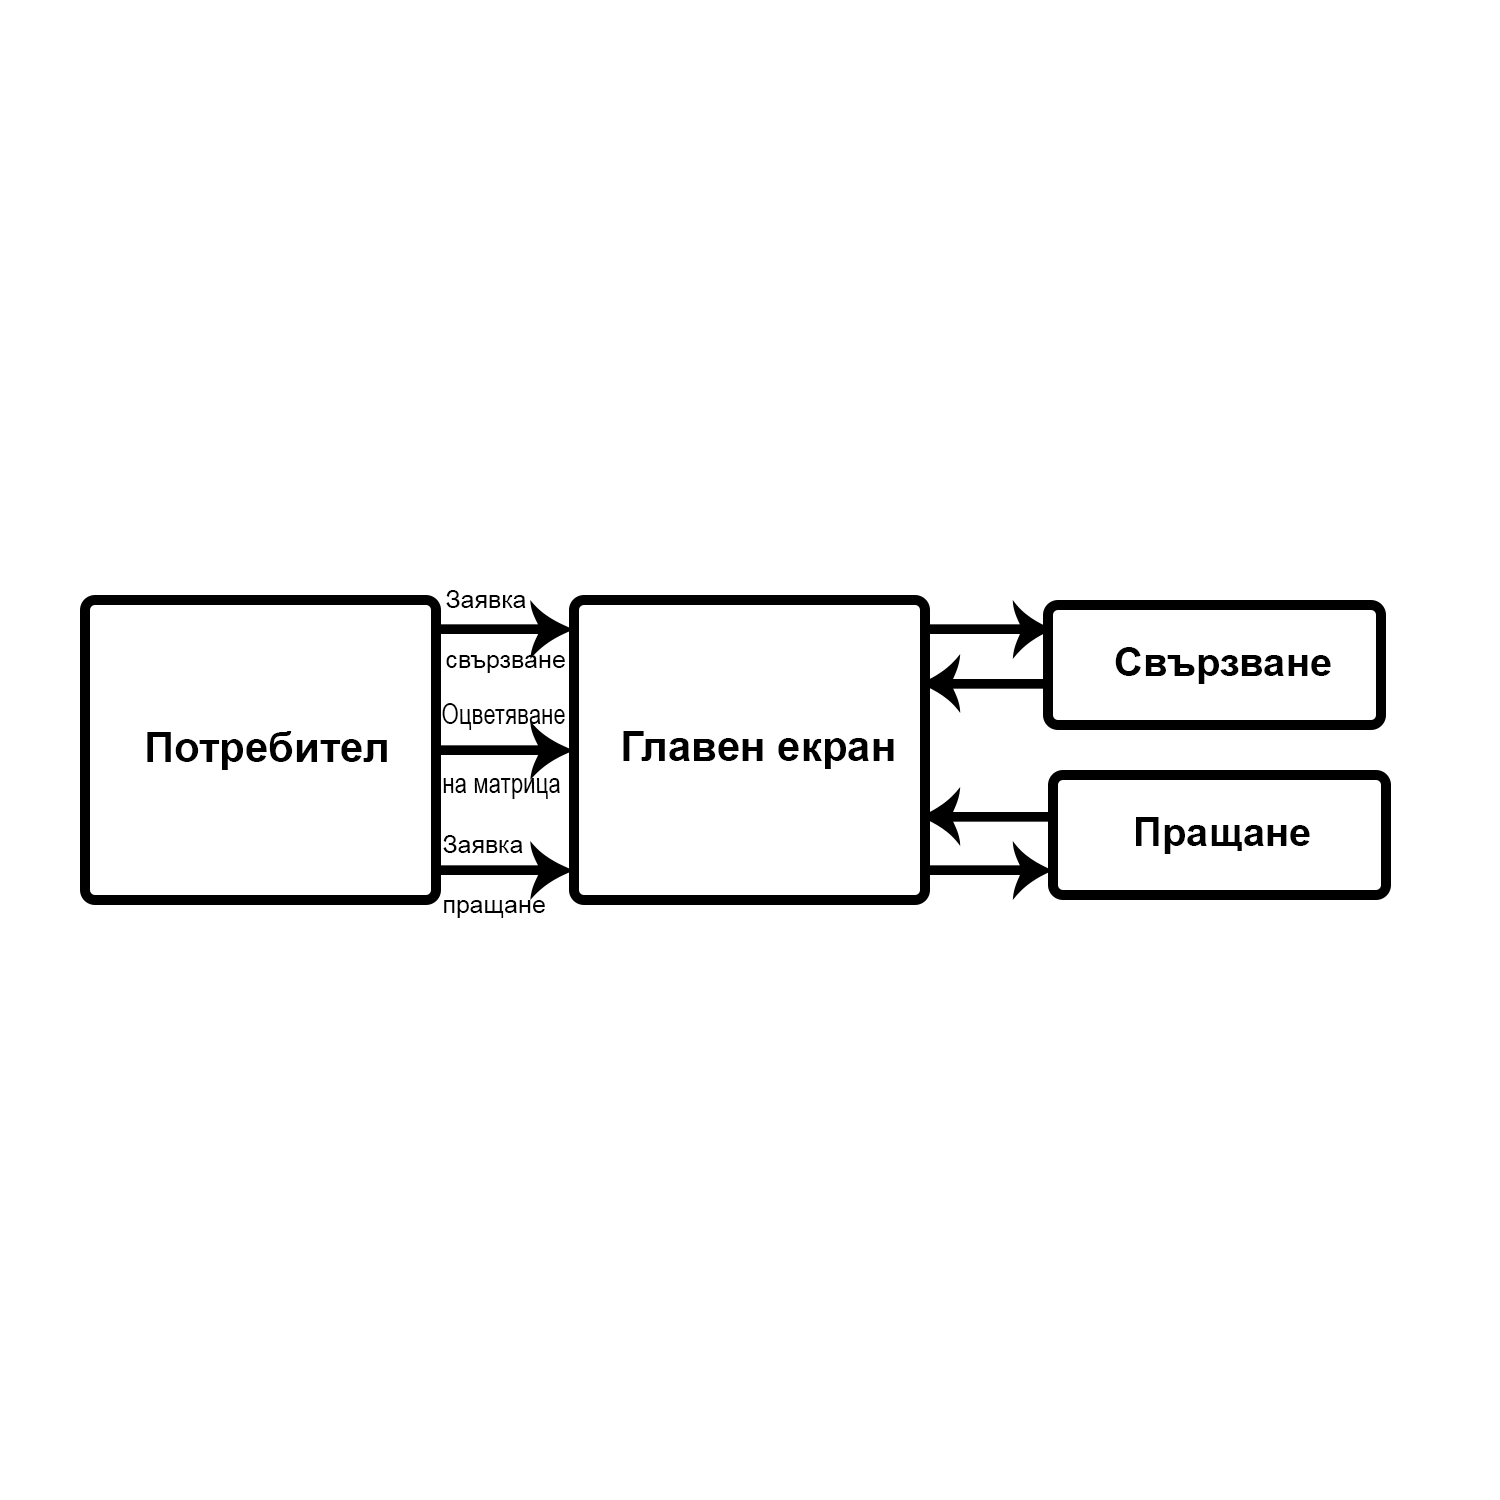 Потребител
Заявка
свързване
Оцветяване
на матрица
Заявка
пращане
Главен екран
Свързване
Пращане